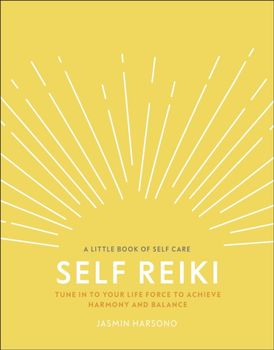 A LITTLE BOOK OF SELF CARE
SELF REIKI
TUNE IN TO YOUR LIFE FORCE TO ACHIEVE
HARMONY AND BALANCE
JASMIN HARSONO